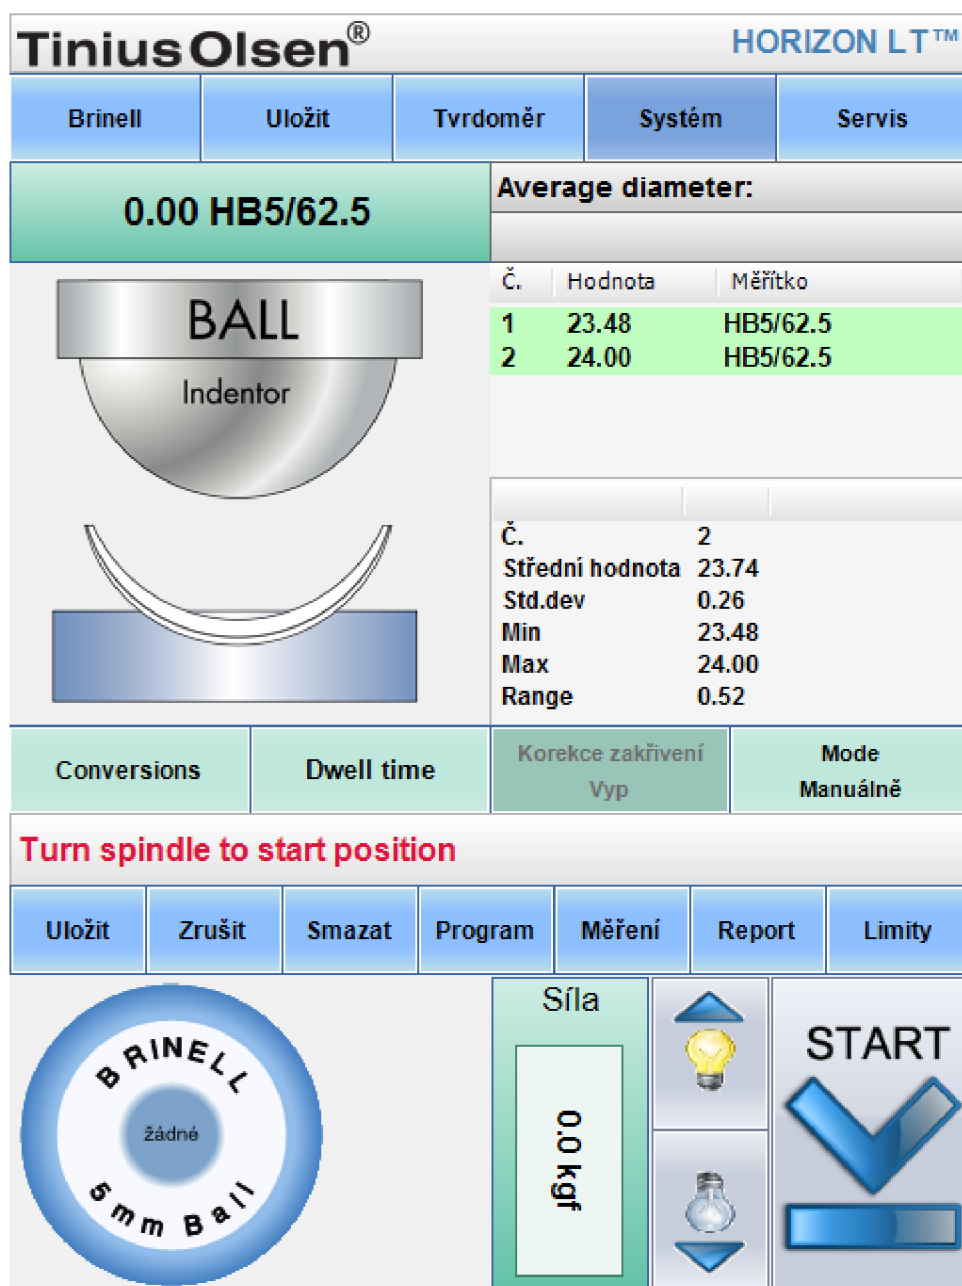 Tinius Olsen® HORIZON LT™
Brinell Uložit Tvrdoměr Systém Servis
0.00 HB5/62.5
Average diameter:
BALL
Indentor
Č. Hodnota Měřítko
1 23.48 HB5/62.5
2 24.00 HB5/62.5
Č. 2
Střední hodnota 23.74
Std.dev 0.26
Min 23.48
Max 24.00
Range 0.52
Conversions Dwell time Korekce zakřivení Mode
Vyp Manuálně
Turn spindle to start position
Uložit Zrušit Smazat Program Měření Report Limity
BRINELL
žádné
5mm Ball
Síla
0.0 kgf
START